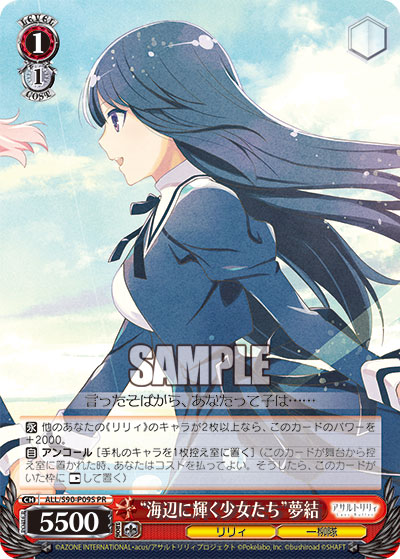 LEVEL
1
1
COST
SAMPLE
言ったそばから、あなたって子は……
永 他のあなたの《リリィ》のキャラが2枚以上なら、このカードのパワーを
+2000。
自 アンコール［手札のキャラを1枚控え室に置く］（このカードが舞台から
控え室に置かれた時、あなたはコストを払ってよい。そうしたら、このカード
がいた枠にレストして置く）
CH ALL/S90-P09S PR
“海辺に輝く少女たち”夢結
アサルトリリィ
5500
リリィ
一柳隊
©AZONE INTERNATIONAL・acus/アサルトリリィプロジェクト ©Pokelabo, Inc. ©bushiroad ©SHAFT